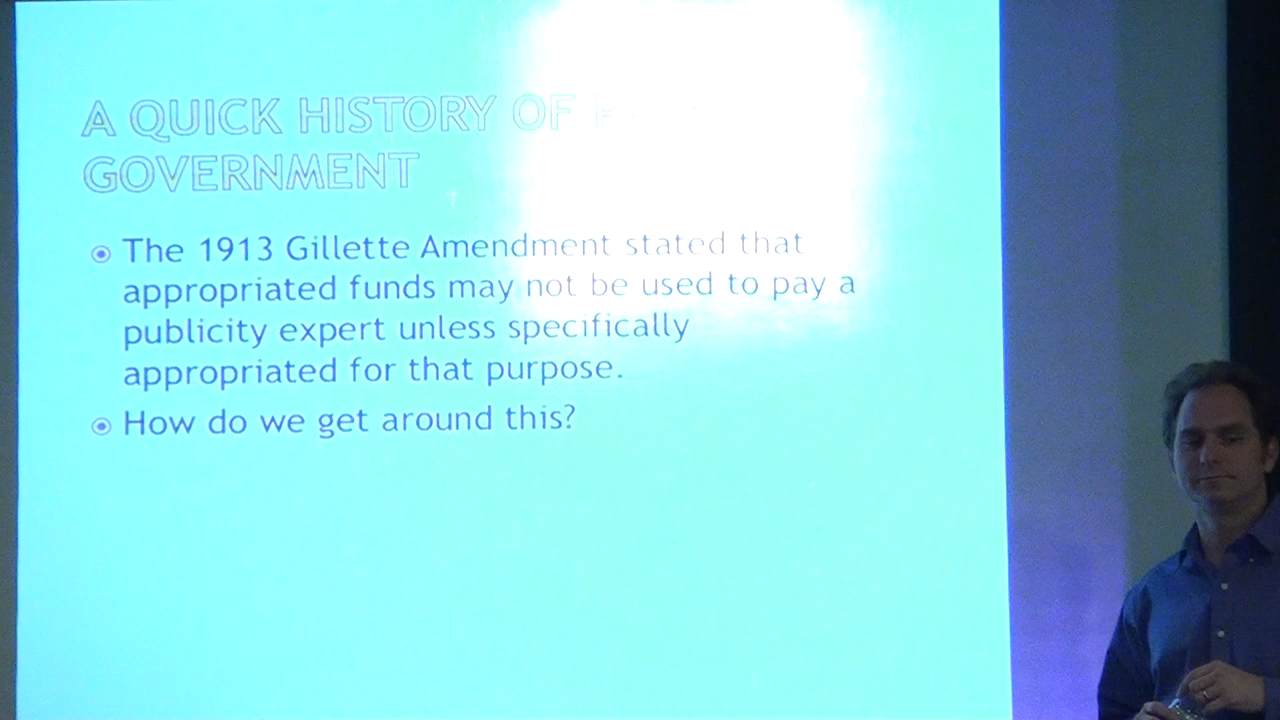 A QUICK HISTORY OF
GOVERNMENT
The 1913 Gillette Amendment stated that
appropriated funds may not be used to pay a
publicity expert unless specifically
appropriated for that purpose.
How do we get around this?